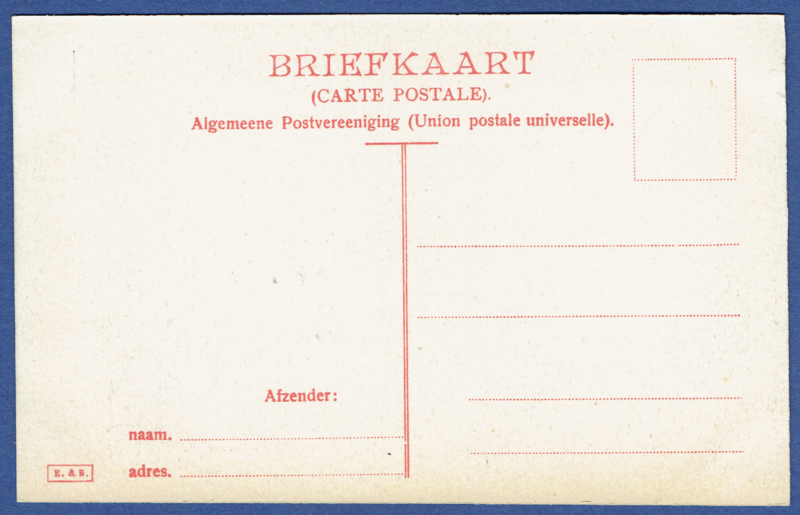 BRIEFKAART
(CARTE POSTALE).
Algemeene Postvereeniging (Union postale universelle).
Afzender:
naam.
adres.
E. & B.